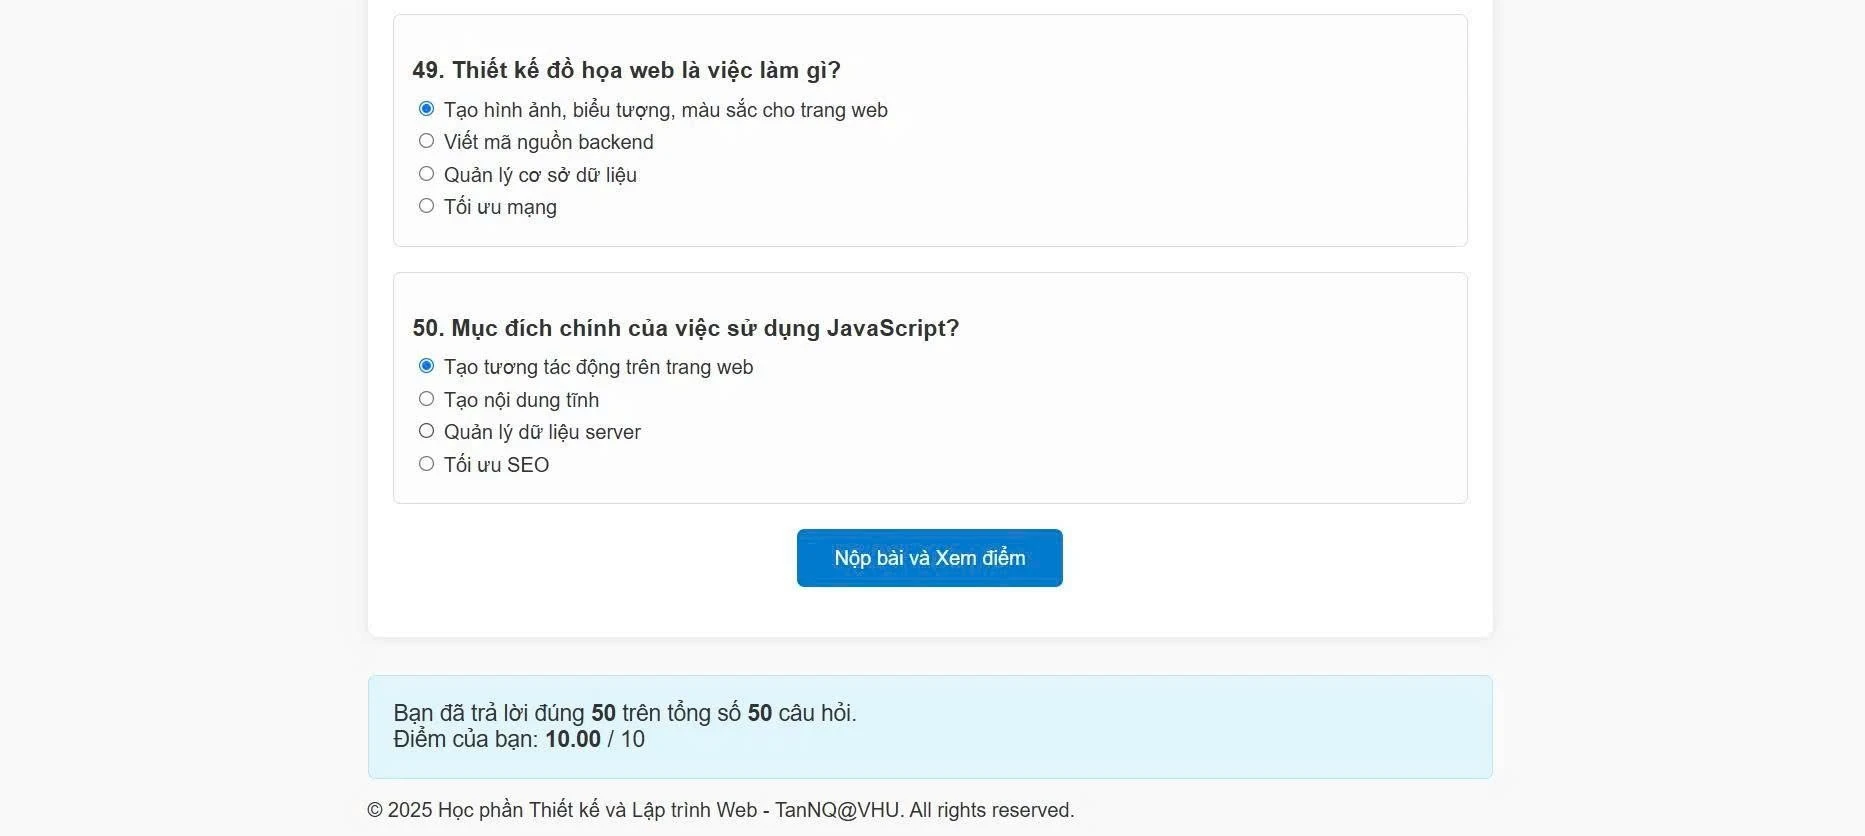 49. Thiết kế đồ họa web là việc làm gì?
Tạo hình ảnh, biểu tượng, màu sắc cho trang web
Viết mã nguồn backend
Quản lý cơ sở dữ liệu
Tối ưu mạng
50. Mục đích chính của việc sử dụng JavaScript?
Tạo tương tác động trên trang web
Tạo nội dung tĩnh
Quản lý dữ liệu server
Tối ưu SEO
Nộp bài và Xem điểm
Bạn đã trả lời đúng 50 trên tổng số 50 câu hỏi.
Điểm của bạn: 10.00 / 10
© 2025 Học phần Thiết kế và Lập trình Web - TanNQ@VHU. All rights reserved.